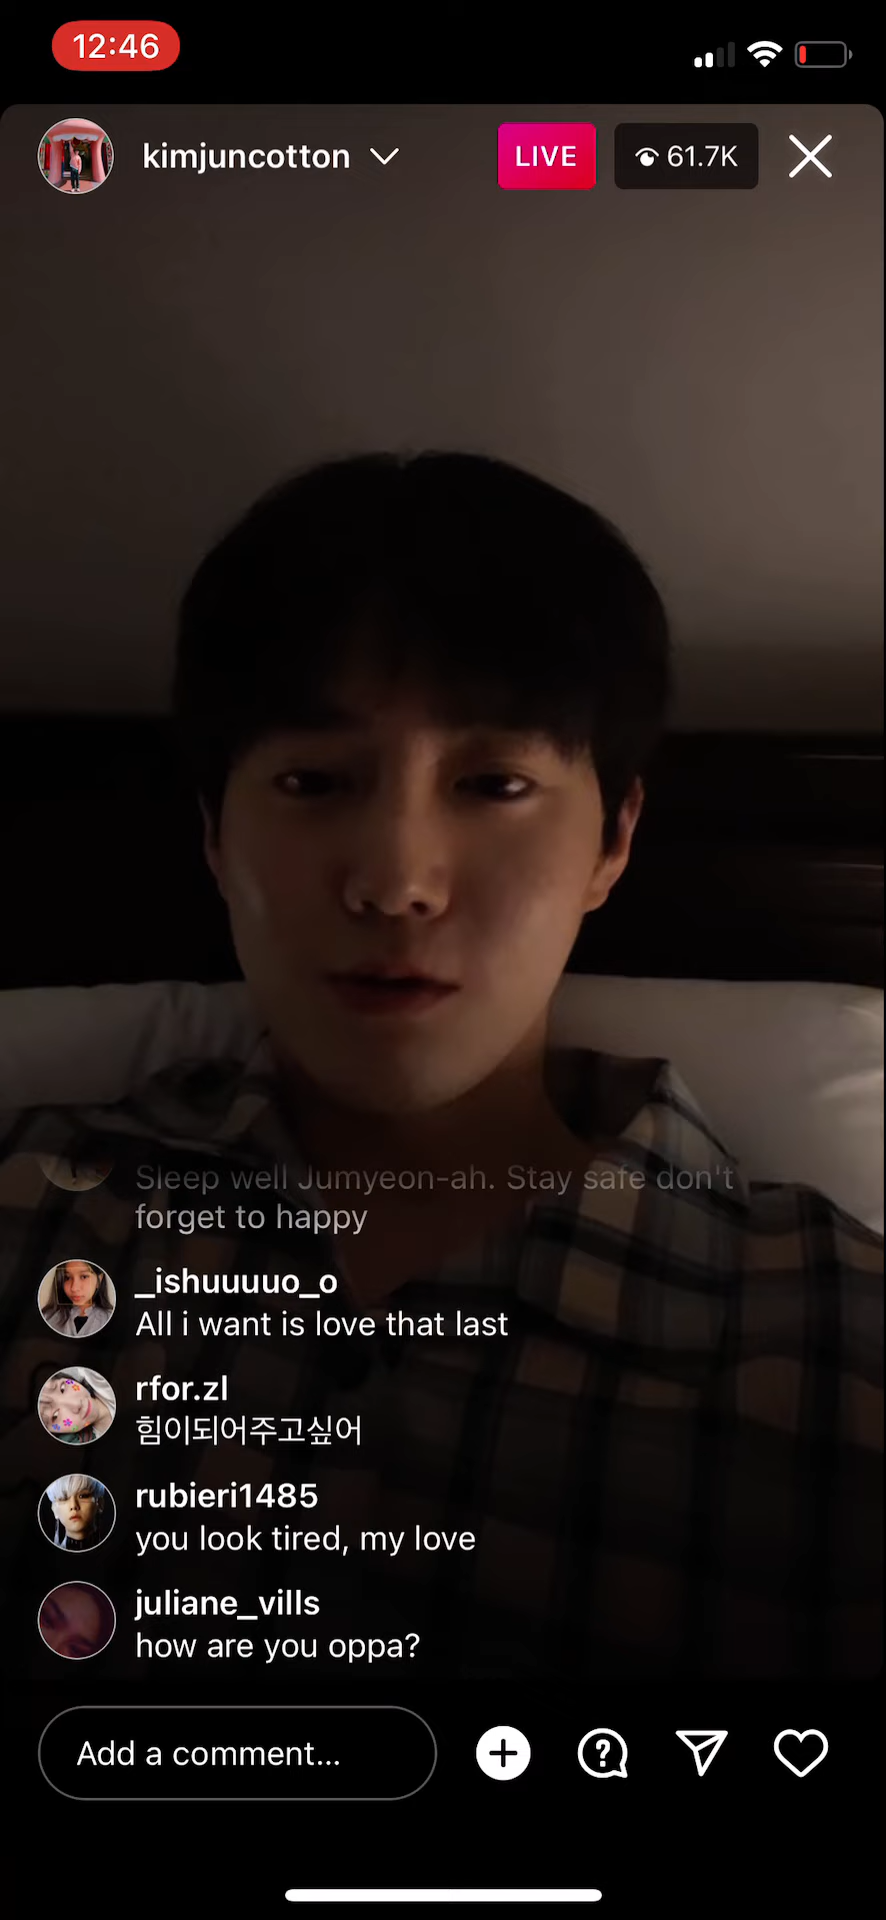 12:46
kimjuncotton
LIVE
61.7K
Sleep well Jumyeon-ah. Stay safe don't
forget to happy
_ishuuuuo_o
All i want is love that last
rfor.zl
힘이되어주고싶어
rubieri1485
you look tired, my love
juliane_vills
how are you oppa?
Add a comment...